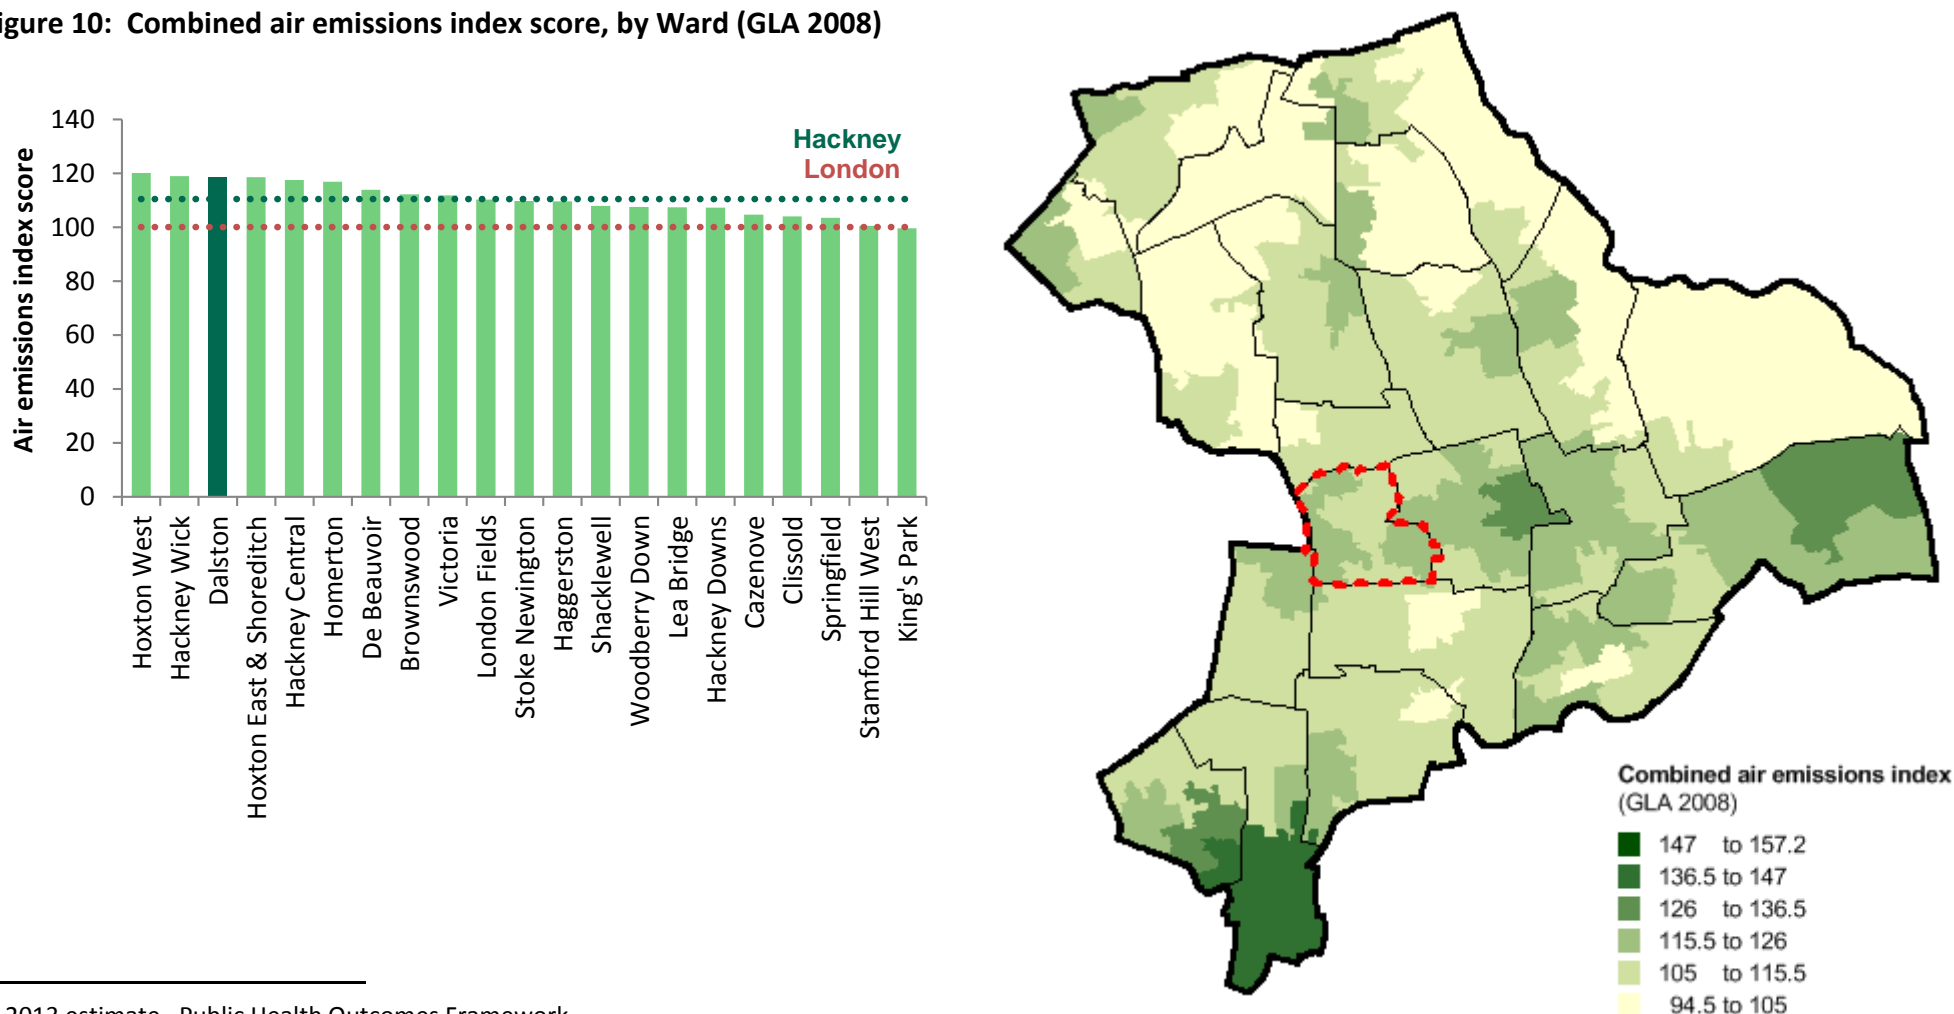 igure 10:  Combined air emissions index score, by Ward (GLA 2008)
Air emissions index score
140
120
100
80
60
40
20
0
Hackney
London
Hoxton West
Hackney Wick
Dalston
Hoxton East & Shoreditch
Hackney Central
Homerton
De Beauvoir
Brownswood
Victoria
London Fields
Stoke Newington
Haggerston
Shacklewell
Woodberry Down
Lea Bridge
Hackney Downs
Cazenove
Clissold
Springfield
Stamford Hill West
King's Park
Combined air emissions index
(GLA 2008)
147 to 157.2
136.5 to 147
126 to 136.5
115.5 to 126
105 to 115.5
94.5 to 105
Public Health Outcomes Framework